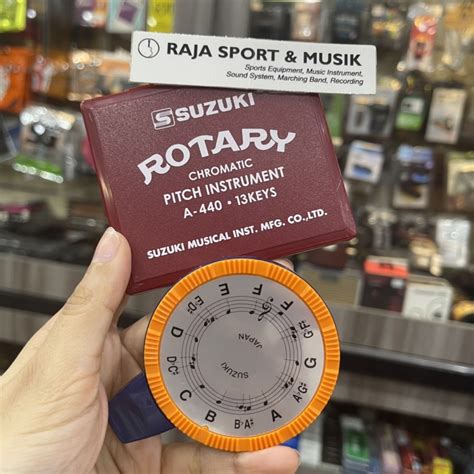 RAJA SPORT & MUSIK
Sports Equipment, Music Instrument,
Sound System, Marching Band, Recording
SUZUKI
ROTARY
CHROMATIC
PITCH INSTRUMENT
A-440 · 13KEYS
SUZUKI MUSICAL INST. MFG. CO.,LTD.
E
F
G
A
B
C
D
SUZUKI
JAPAN